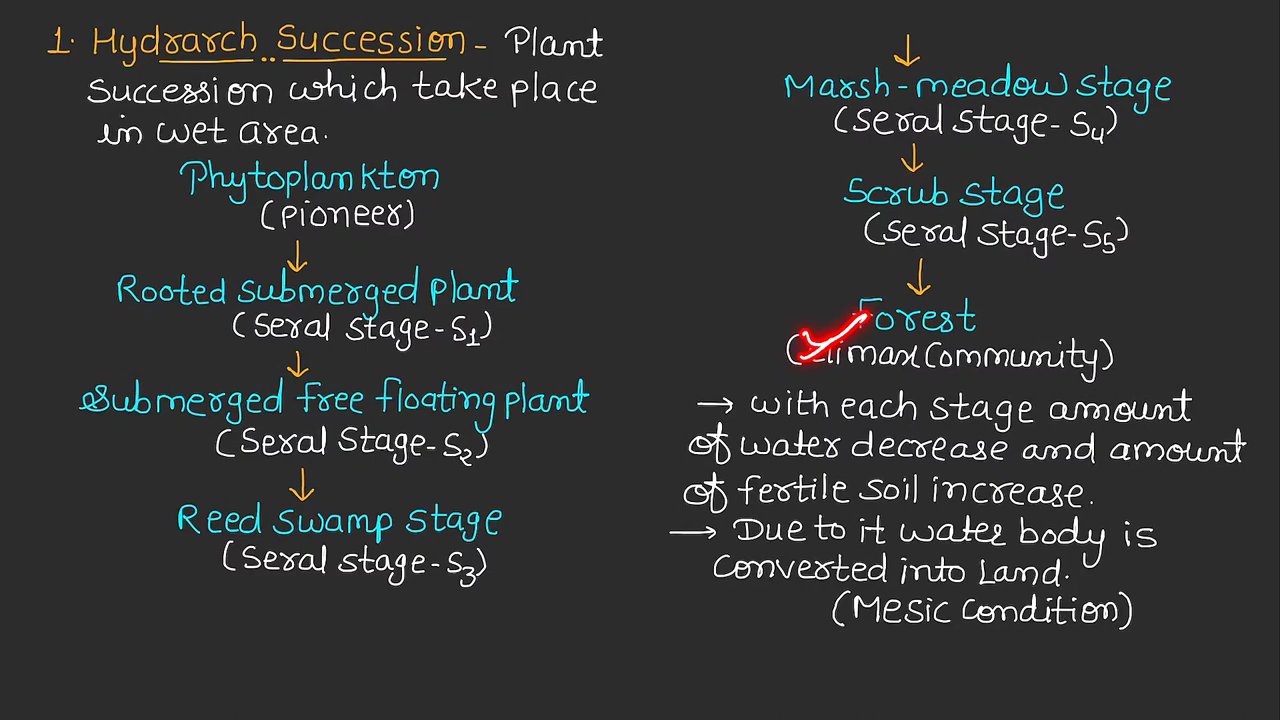 1. Hydrarch Succession - Plant
Succession which take place
in wet area.
Phytoplankton
(Pioneer)
↓
Rooted submerged plant
(Seral stage-S1)
↓
Submerged free floating plant
(Seral Stage-S2)
↓
Reed swamp stage
(Seral stage-S3)
↓
Marsh-meadow stage
(Seral stage-S4)
↓
Scrub stage
(Seral stage-S5)
↓
Forest
(Climax Community)
→ with each stage amount
of water decrease and amount
of fertile soil increase.
→ Due to it water body is
converted into Land.
(Mesic condition)